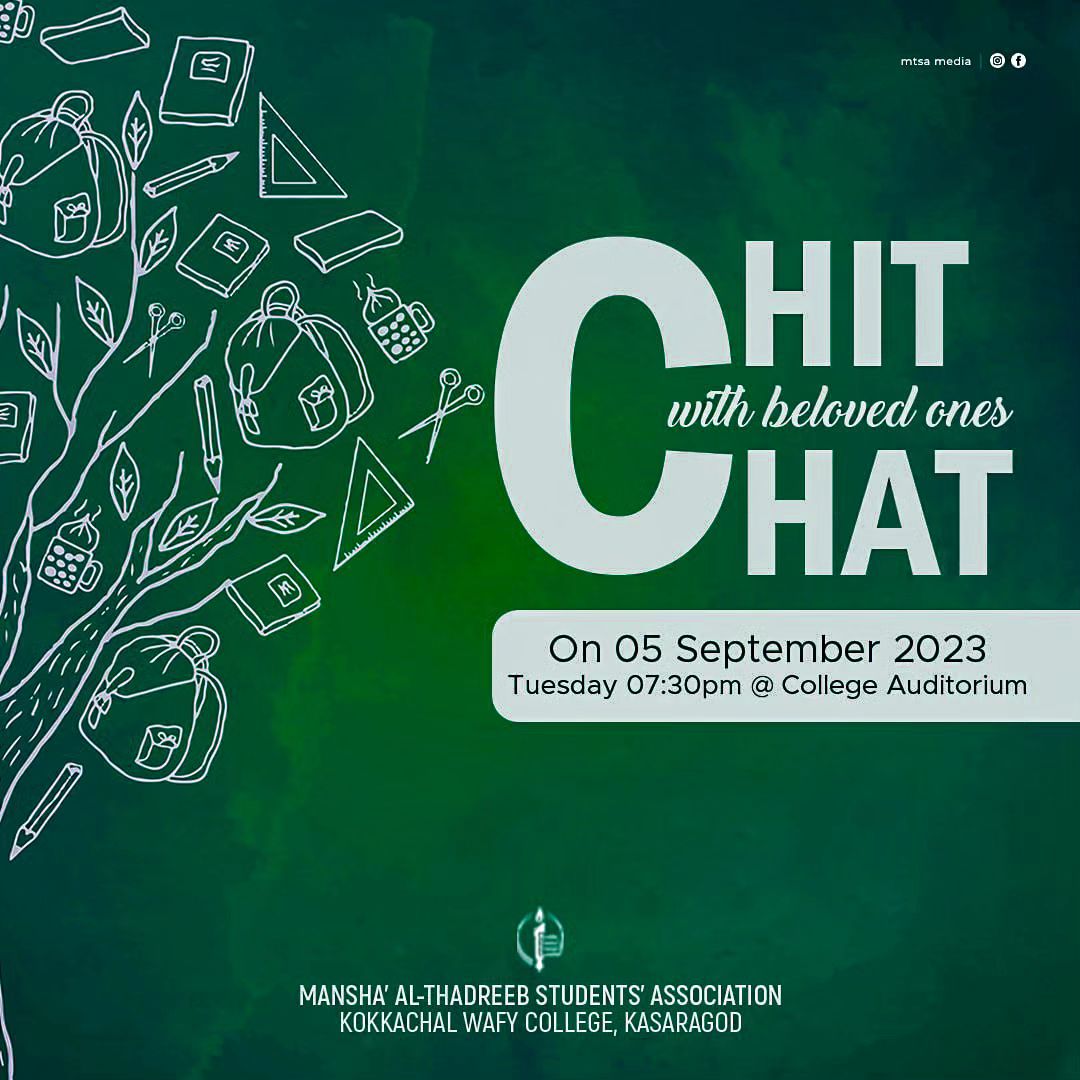 mtsa media
CHIT
with beloved ones
CHAT
On 05 September 2023
Tuesday 07:30pm @ College Auditorium
MANSHA' AL-THADREEB STUDENTS' ASSOCIATION
KOKKACHAL WAFY COLLEGE, KASARAGOD